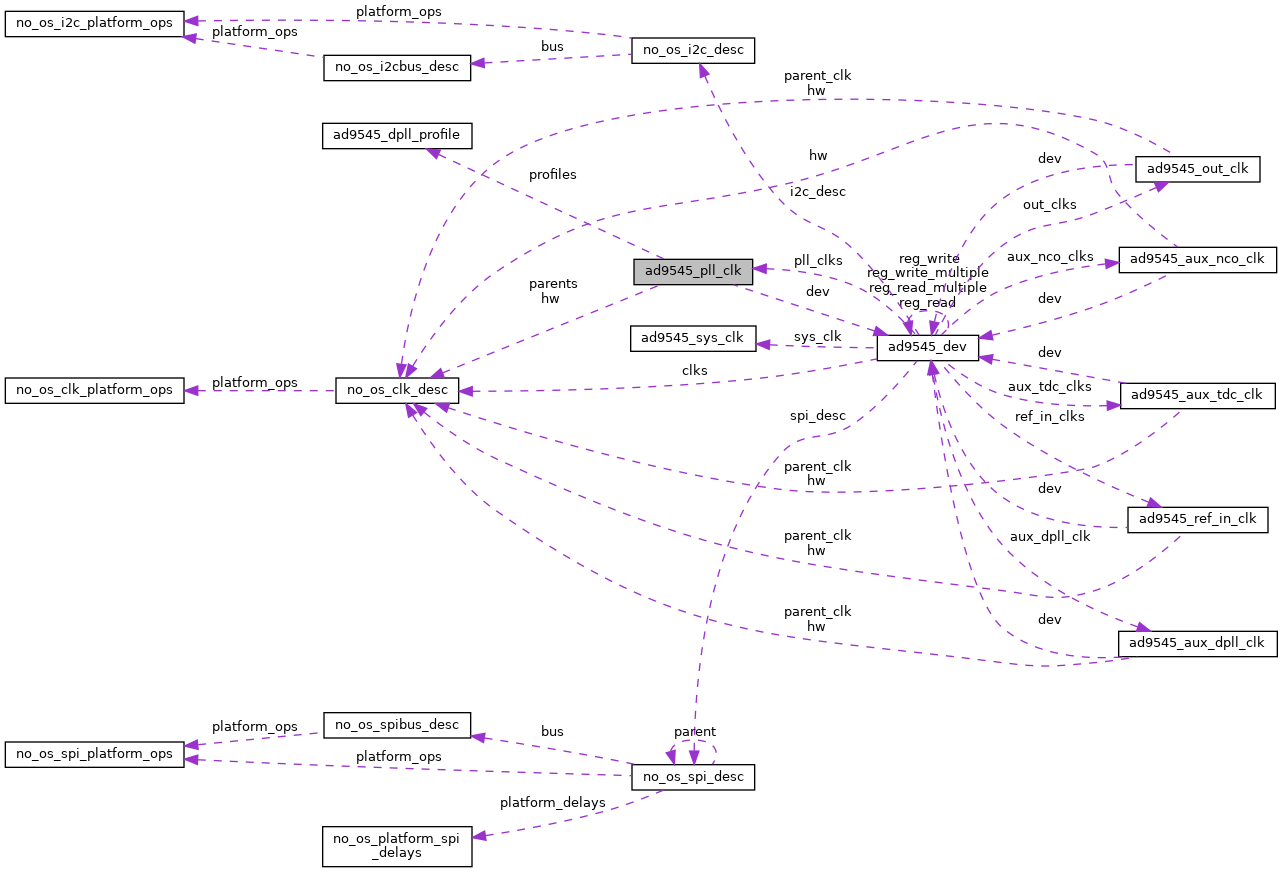 platform_ops
no_os_i2c_platform_ops
platform_ops
bus
no_os_i2c_desc
no_os_i2cbus_desc
parent_clk
hw
ad9545_dpll_profile
hw
dev
ad9545_out_clk
profiles
i2c_desc
out_clks
pll_clks
reg_write
reg_write_multiple
reg_read_multiple
reg_read
aux_nco_clks
ad9545_aux_nco_clk
ad9545_pll_clk
parents
hw
dev
dev
ad9545_sys_clk
sys_clk
ad9545_dev
dev
clks
no_os_clk_platform_ops
platform_ops
no_os_clk_desc
aux_tdc_clks
ad9545_aux_tdc_clk
spi_desc
ref_in_clks
parent_clk
hw
dev
ad9545_ref_in_clk
parent_clk
hw
aux_dpll_clk
parent_clk
hw
dev
ad9545_aux_dpll_clk
no_os_spibus_desc
platform_ops
bus
parent
no_os_spi_platform_ops
platform_ops
no_os_spi_desc
platform_delays
no_os_platform_spi
_delays